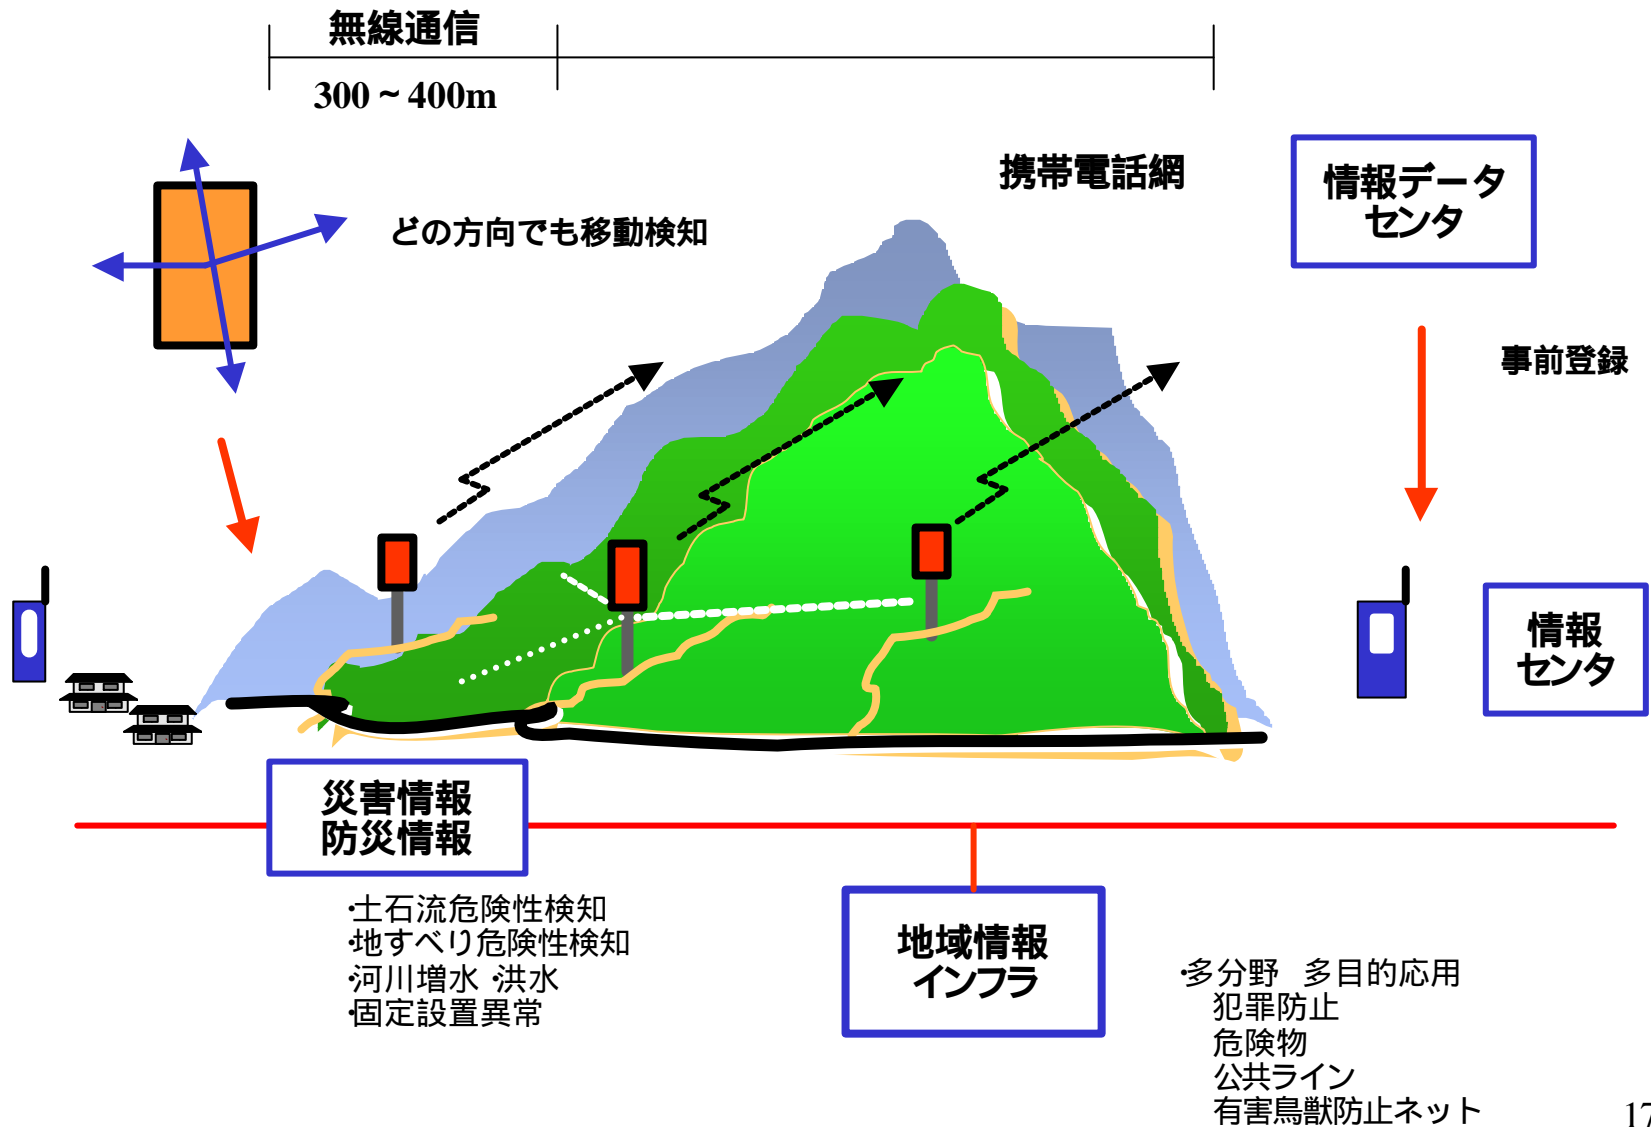 無線通信
300～400m
携帯電話網
情報データ
センタ
どの方向でも移動検知
事前登録
情報
センタ
災害情報
防災情報
・土石流危険性検知
・地すべり危険性検知
・河川増水・洪水
・固定設置異常
地域情報
インフラ
・多分野 多目的応用
犯罪防止
危険物
公共ライン
有害鳥獣防止ネット
17